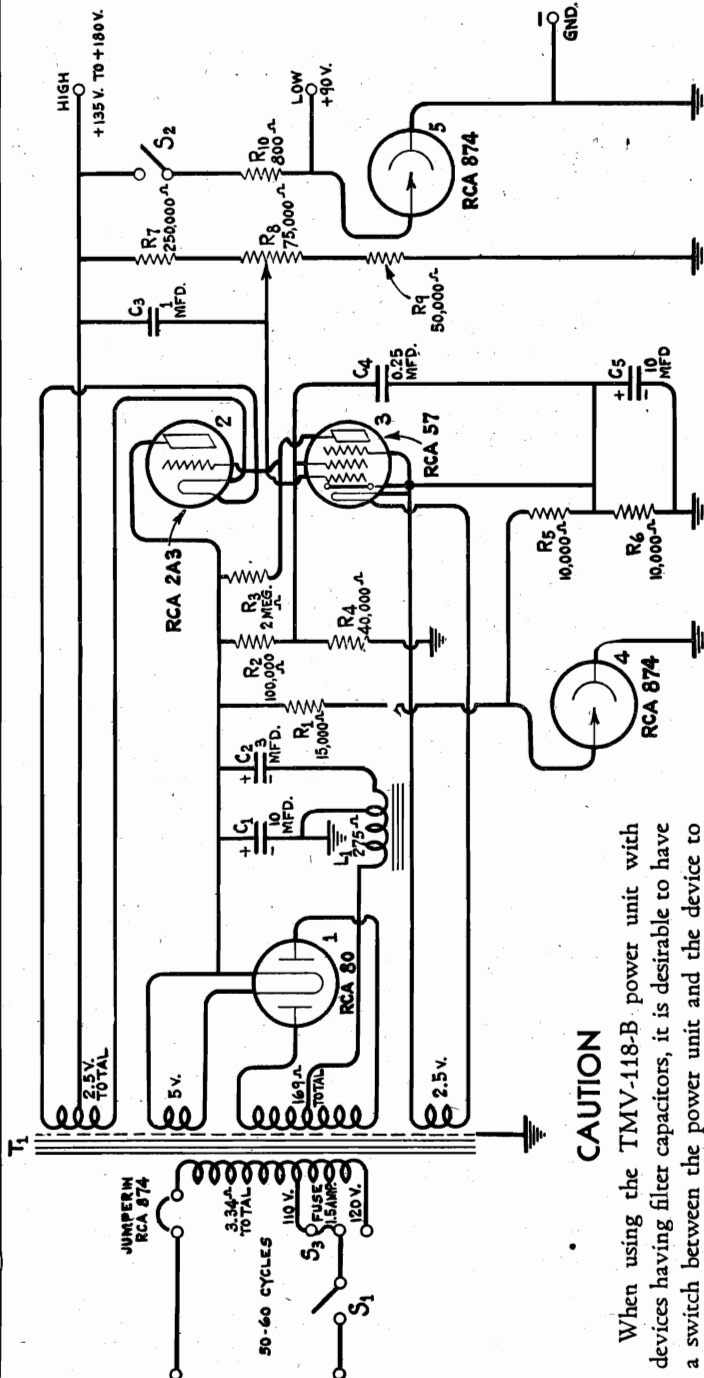 T1
JUMPER IN
RCA 874
3.34Ω
TOTAL
110 V.
FUSE
1.5 AMP.
120 V.
50-60 CYCLES
S3
S1
2.5 V.
TOTAL
5 V.
169 Ω
TOTAL
2.5 V.
1
RCA 80
+ C1
- 10
MFD.
+ C2
- 3
MFD.
L1
275 Ω
R1
15,000 Ω
R2
100,000
Ω
R3
2 MEG.
Ω
R4
40,000 Ω
RCA 2A3
2
3
RCA 57
C3
1
MFD.
C4
0.25
MFD.
+ C5
- 10
MFD
R5
10,000 Ω
R6
10,000 Ω
4
RCA 874
R7
250,000 Ω
R8
75,000 Ω
R9
50,000 Ω
S2
R10
800 Ω
HIGH
+135 V. TO +180 V.
LOW
+90 V.
5
RCA 874
-
GND.
CAUTION
When using the TMV-118-B power unit with
devices having filter capacitors, it is desirable to have
a switch between the power unit and the device to